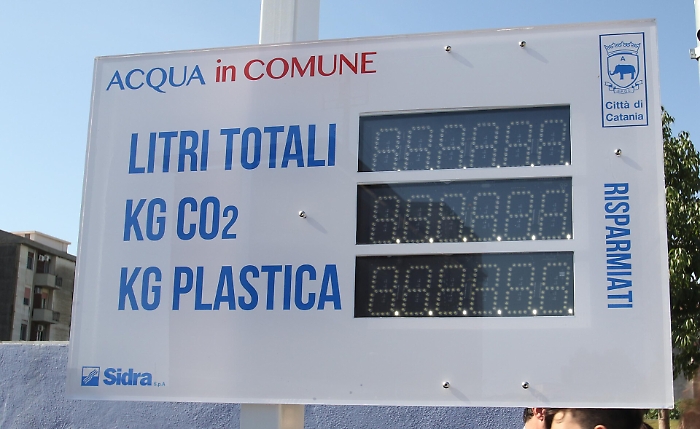 ACQUA in COMUNE
Città di
Catania
LITRI TOTALI
KG CO2
KG PLASTICA
RISPARMIATI
Sidra S.p.A.